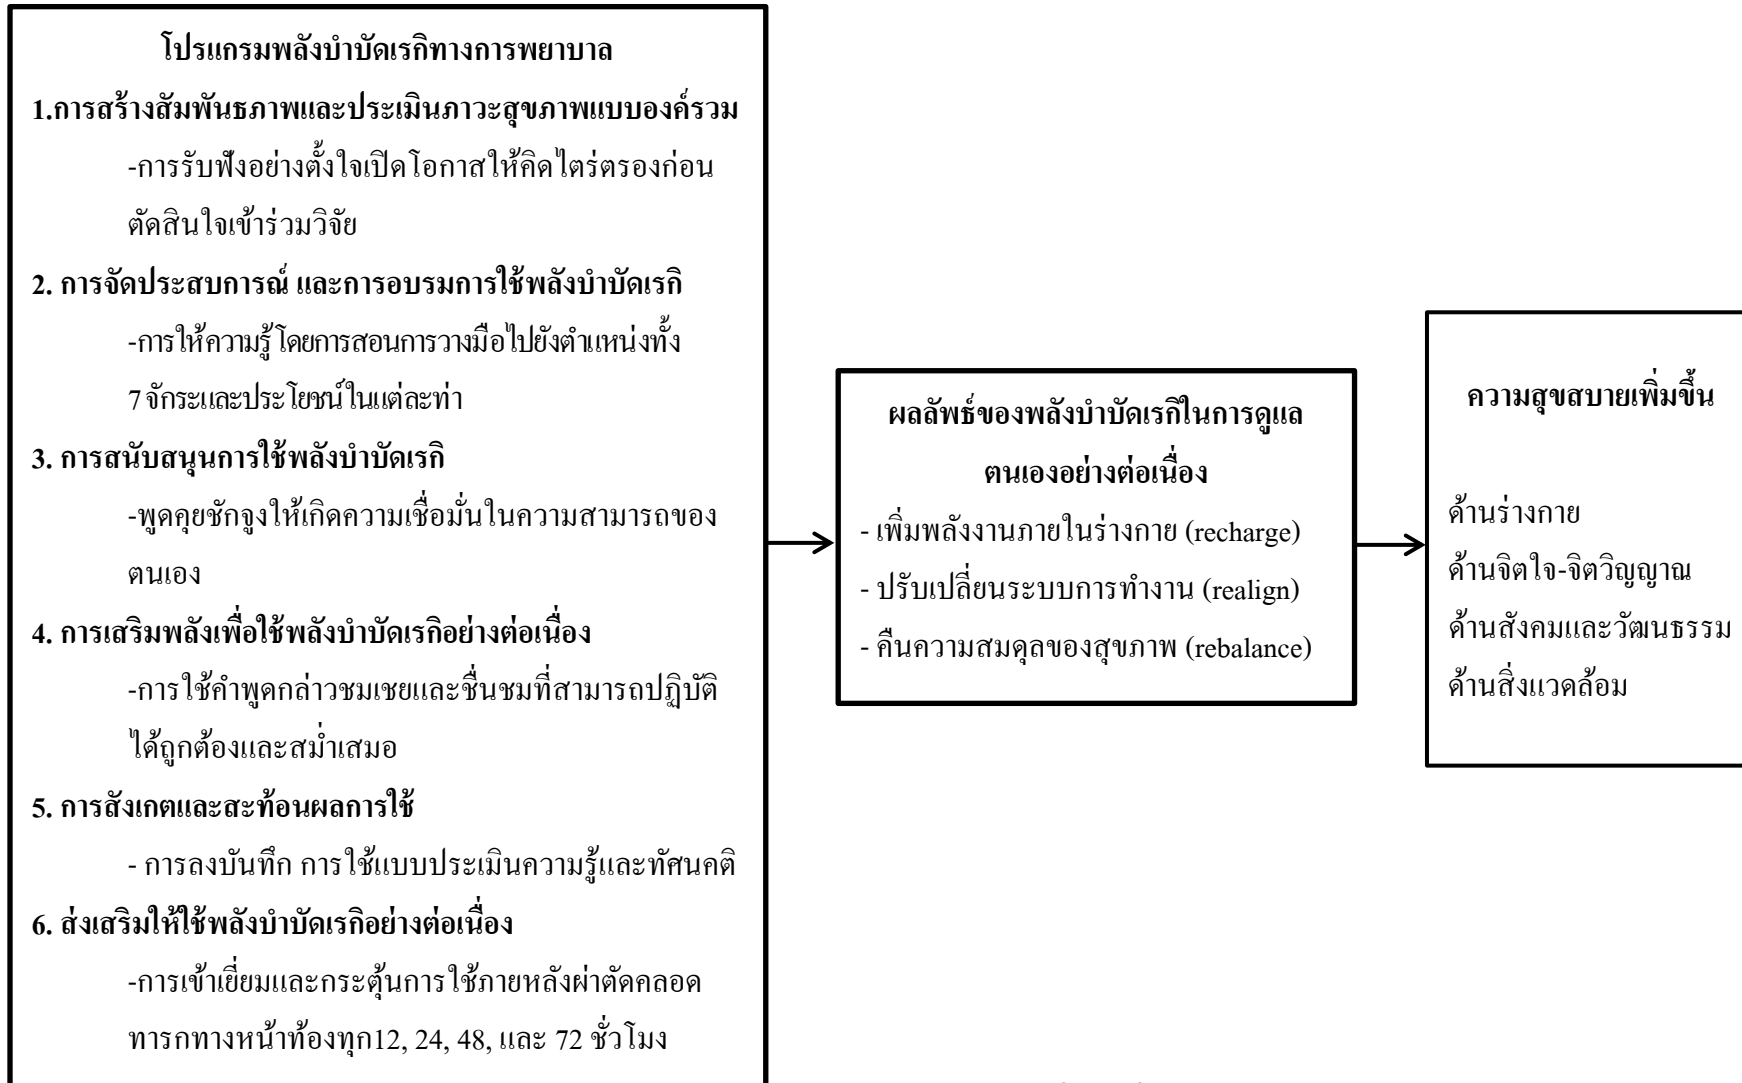 โปรแกรมพลังบำบัดเรกิทางการพยาบาล
1.การสร้างสัมพันธภาพและประเมินภาวะสุขภาพแบบองค์รวม
-การรับฟังอย่างตั้งใจเปิดโอกาสให้คิดไตร่ตรองก่อน
ตัดสินใจเข้าร่วมวิจัย
2. การจัดประสบการณ์ และการอบรมการใช้พลังบำบัดเรกิ
-การให้ความรู้ โดยการสอนการวางมือไปยังตำแหน่งทั้ง
7 จักระและประโยชน์ในแต่ละท่า
3. การสนับสนุนการใช้พลังบำบัดเรกิ
-พูดคุยชักจูงให้เกิดความเชื่อมั่นในความสามารถของ
ตนเอง
4. การเสริมพลังเพื่อใช้พลังบำบัดเรกิอย่างต่อเนื่อง
-การใช้คำพูดกล่าวชมเชยและชื่นชมที่สามารถปฏิบัติ
ได้ถูกต้องและสม่ำเสมอ
5. การสังเกตและสะท้อนผลการใช้
- การลงบันทึก การใช้แบบประเมินความรู้และทัศนคติ
6. ส่งเสริมให้ใช้พลังบำบัดเรกิอย่างต่อเนื่อง
-การเข้าเยี่ยมและกระตุ้นการใช้ภายหลังผ่าตัดคลอด
ทารกทางหน้าท้องทุก12, 24, 48, และ 72 ชั่วโมง
ผลลัพธ์ของพลังบำบัดเรกิในการดูแล
ตนเองอย่างต่อเนื่อง
- เพิ่มพลังงานภายในร่างกาย (recharge)
- ปรับเปลี่ยนระบบการทำงาน (realign)
- คืนความสมดุลของสุขภาพ (rebalance)
ความสุขสบายเพิ่มขึ้น
ด้านร่างกาย
ด้านจิตใจ-จิตวิญญาณ
ด้านสังคมและวัฒนธรรม
ด้านสิ่งแวดล้อม